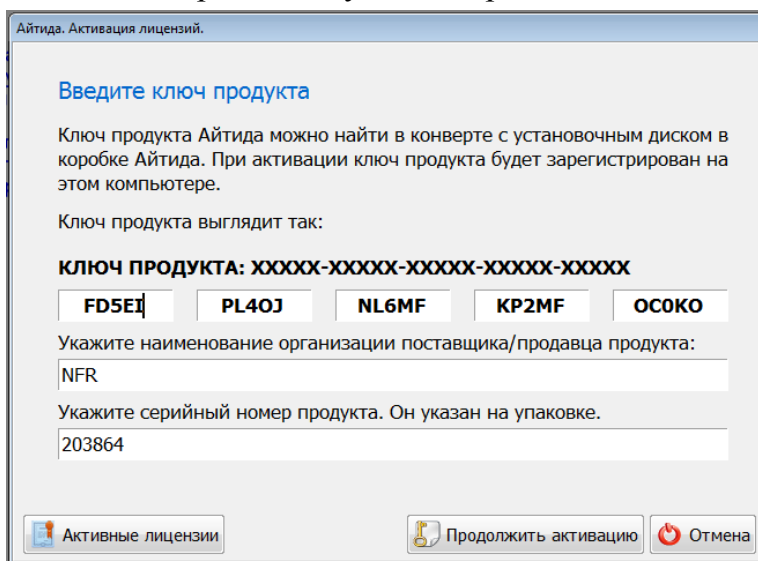 Айтида. Активация лицензий.
Введите ключ продукта
Ключ продукта Айтида можно найти в конверте с установочным диском в
коробке Айтида. При активации ключ продукта будет зарегистрирован на
этом компьютере.
Ключ продукта выглядит так:
КЛЮЧ ПРОДУКТА: XXXXX-XXXXX-XXXXX-XXXXX-XXXXX
FD5EI PL4OJ NL6MF KP2MF OC0KO
Укажите наименование организации поставщика/продавца продукта:
NFR
Укажите серийный номер продукта. Он указан на упаковке.
203864
Активные лицензии Продолжить активацию Отмена